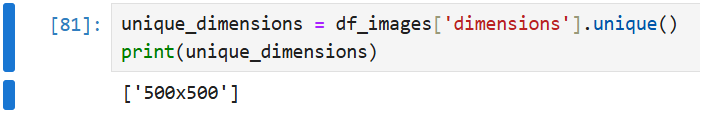 [81]: unique_dimensions = df_images['dimensions'].unique()
print(unique_dimensions)
['500x500']